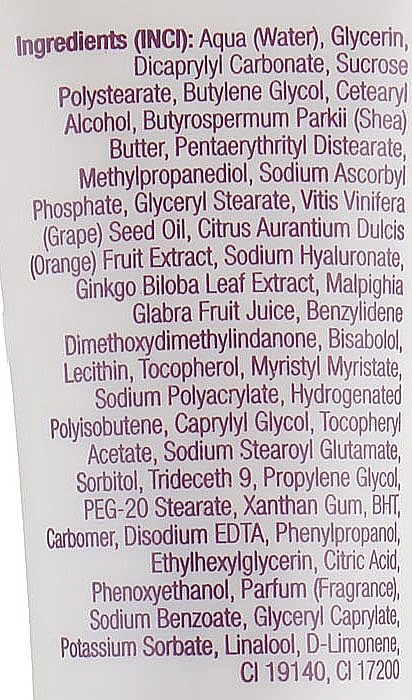 Ingredients (INCI): Aqua (Water), Glycerin,
Dicaprylyl Carbonate, Sucrose
Polystearate, Butylene Glycol, Cetearyl
Alcohol, Butyrospermum Parkii (Shea)
Butter, Pentaerythrityl Distearate,
Methylpropanediol, Sodium Ascorbyl
Phosphate, Glyceryl Stearate, Vitis Vinifera
(Grape) Seed Oil, Citrus Aurantium Dulcis
(Orange) Fruit Extract, Sodium Hyaluronate,
Ginkgo Biloba Leaf Extract, Malpighia
Glabra Fruit Juice, Benzylidene
Dimethoxydimethylindanone, Bisabolol,
Lecithin, Tocopherol, Myristyl Myristate,
Sodium Polyacrylate, Hydrogenated
Polyisobutene, Caprylyl Glycol, Tocopheryl
Acetate, Sodium Stearoyl Glutamate,
Sorbitol, Trideceth 9, Propylene Glycol,
PEG-20 Stearate, Xanthan Gum, BHT,
Carbomer, Disodium EDTA, Phenylpropanol,
Ethylhexylglycerin, Citric Acid,
Phenoxyethanol, Parfum (Fragrance),
Sodium Benzoate, Glyceryl Caprylate,
Potassium Sorbate, Linalool, D-Limonene,
CI 19140, CI 17200